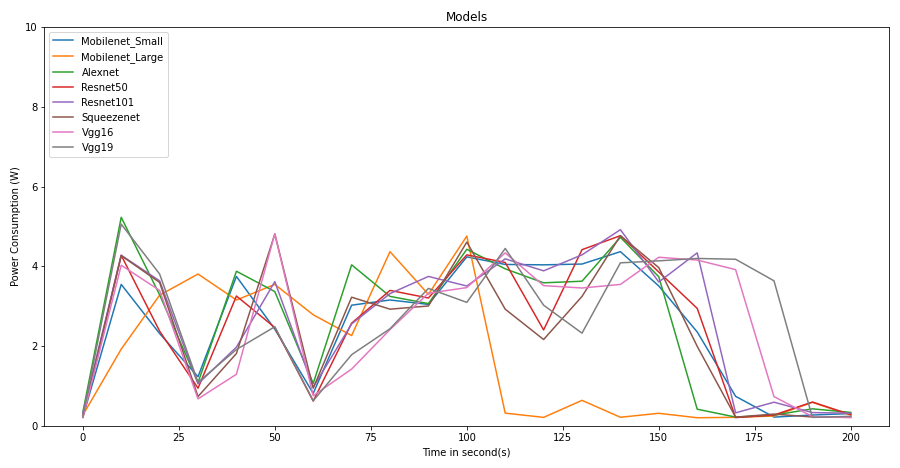 Models
10
8
6
4
2
0
Power Consumption (W)
Mobilenet_Small
Mobilenet_Large
Alexnet
Resnet50
Resnet101
Squeezenet
Vgg16
Vgg19
0 25 50 75 100 125 150 175 200
Time in second(s)